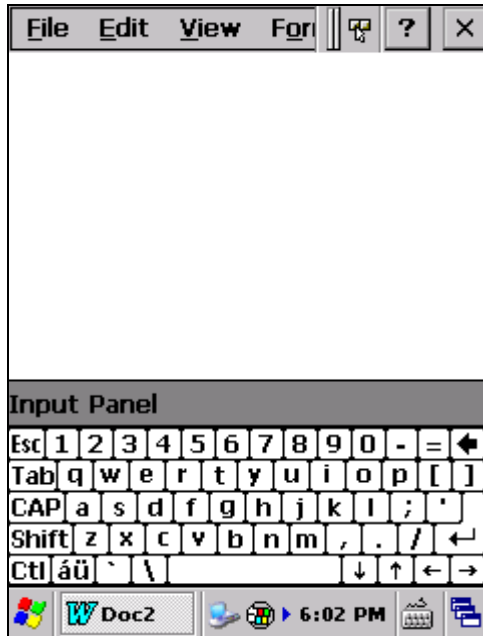 File Edit View For ? ×
Input Panel
Esc 1 2 3 4 5 6 7 8 9 0 - = 🡄
Tab q w e r t y u i o p [ ]
CAP a s d f g h j k l ; '
Shift z x c v b n m , . / ↵
Ctl áü ` \ ↓ ↑ ← →
W Doc2 6:02 PM